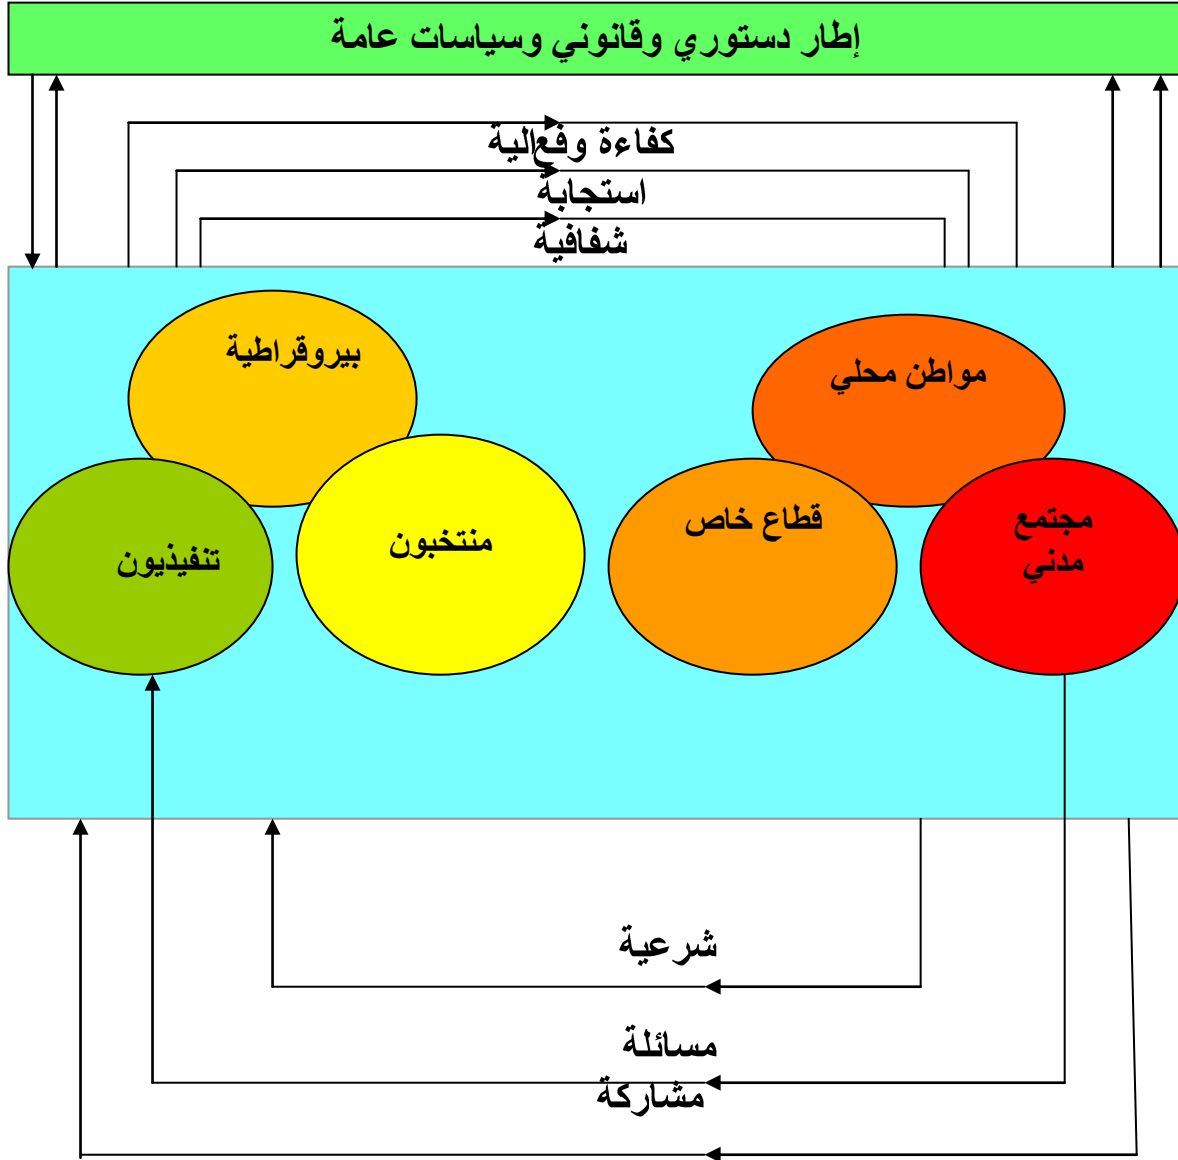 إطار دستوري وقانوني وسياسات عامة
كفاءة وفعالية
استجابة
شفافية
مواطن محلي
بيروقراطية
مجتمع
مدني
قطاع خاص
منتخبون
تنفيذيون
شرعية
مسائلة
مشاركة